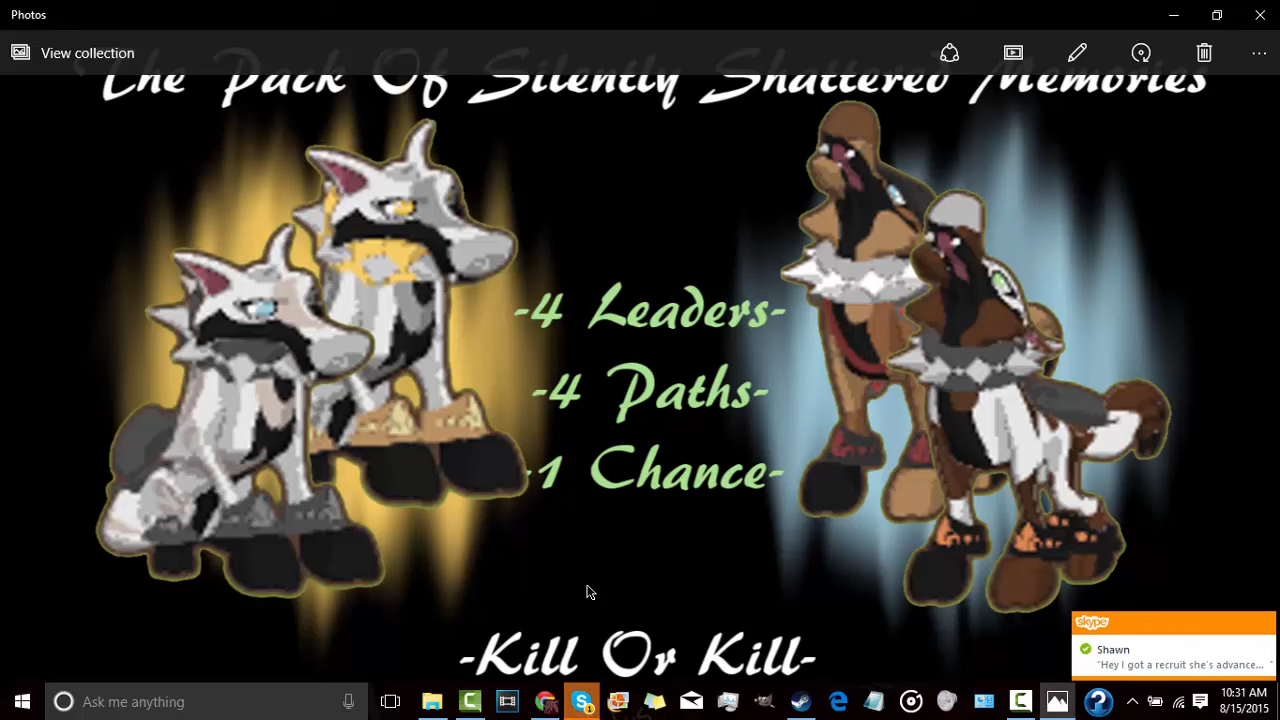 Photos
View collection
The Pack Of Silently Shattered Memories
-4 Leaders-
-4 Paths-
-1 Chance-
-Kill Or Kill-
skype
Shawn
"Hey I got a recruit she's advance... "
Ask me anything
10:31 AM
8/15/2015